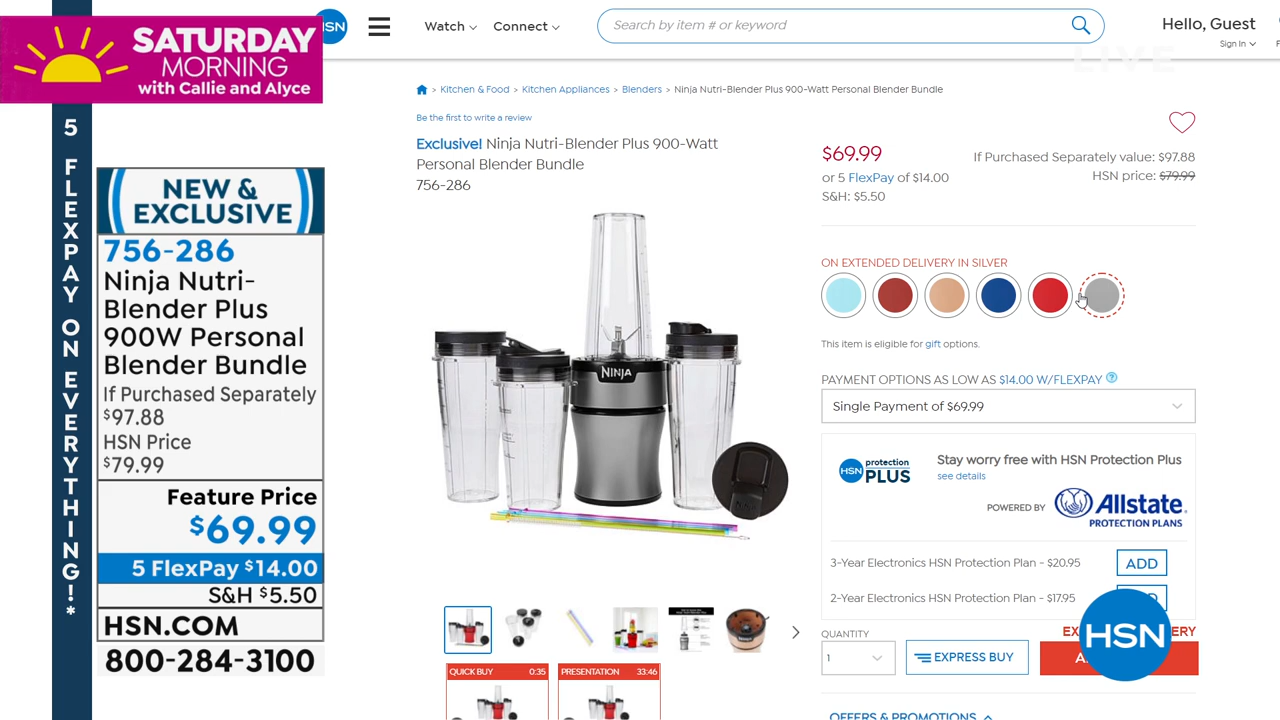 SATURDAY
MORNING
with Callie and Alyce
HSN
5 FLEXPAY ON EVERYTHING!*
NEW &
EXCLUSIVE
756-286
Ninja Nutri-
Blender Plus
900W Personal
Blender Bundle
If Purchased Separately
$97.88
HSN Price
$79.99
Feature Price
$69.99
5 FlexPay $14.00
S&H $5.50
HSN.COM
800-284-3100
Watch
Connect
Search by item # or keyword
Hello, Guest
Sign In
LIVE
> Kitchen & Food > Kitchen Appliances > Blenders > Ninja Nutri-Blender Plus 900-Watt Personal Blender Bundle
Be the first to write a review
Exclusive! Ninja Nutri-Blender Plus 900-Watt
Personal Blender Bundle
756-286
NINJA
QUICK BUY 0:35
PRESENTATION 33:46
$69.99
If Purchased Separately value: $97.88
or 5 FlexPay of $14.00
HSN price: $79.99
S&H: $5.50
ON EXTENDED DELIVERY IN SILVER
This item is eligible for gift options.
PAYMENT OPTIONS AS LOW AS $14.00 W/FLEXPAY ?
Single Payment of $69.99
HSN protection PLUS
Stay worry free with HSN Protection Plus
see details
POWERED BY Allstate
PROTECTION PLANS
3-Year Electronics HSN Protection Plan - $20.95
ADD
2-Year Electronics HSN Protection Plan - $17.95
QUANTITY
1
EXPRESS BUY
HSN
OFFERS & PROMOTIONS